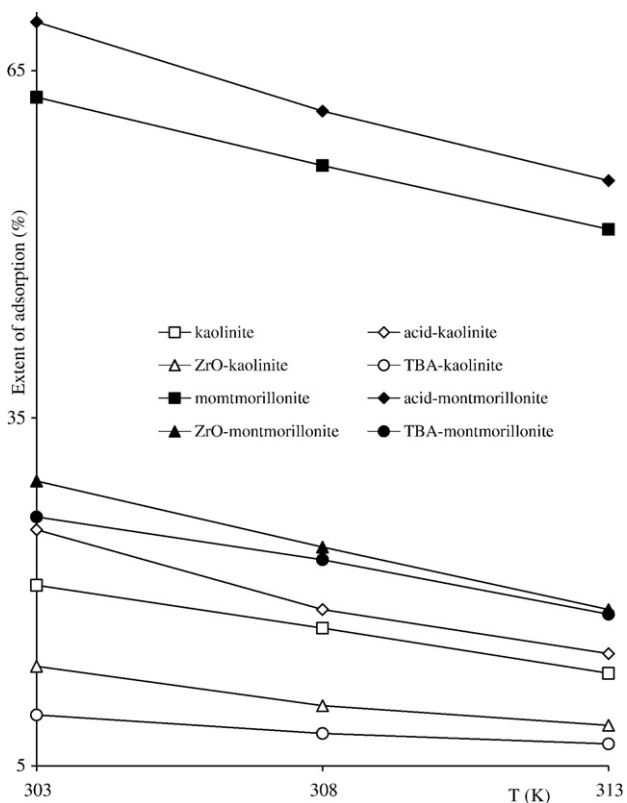 65
Extent of adsorption (%)
kaolinite
acid-kaolinite
ZrO-kaolinite
TBA-kaolinite
momtmorillonite
acid-montmorillonite
ZrO-montmorillonite
TBA-montmorillonite
35
5
303
308
T (K)
313